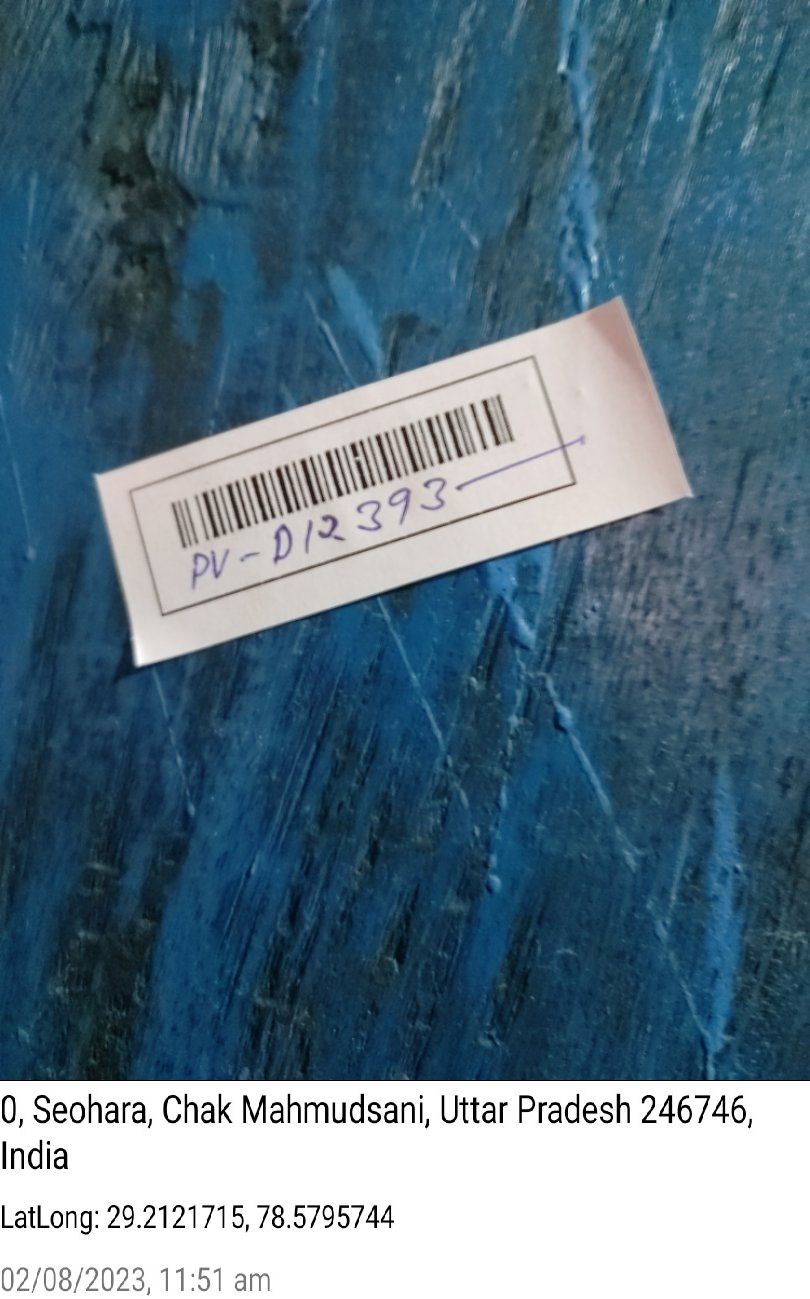 PV-D12393
0, Seohara, Chak Mahmudsani, Uttar Pradesh 246746,
India
LatLong: 29.2121715, 78.5795744
02/08/2023, 11:51 am